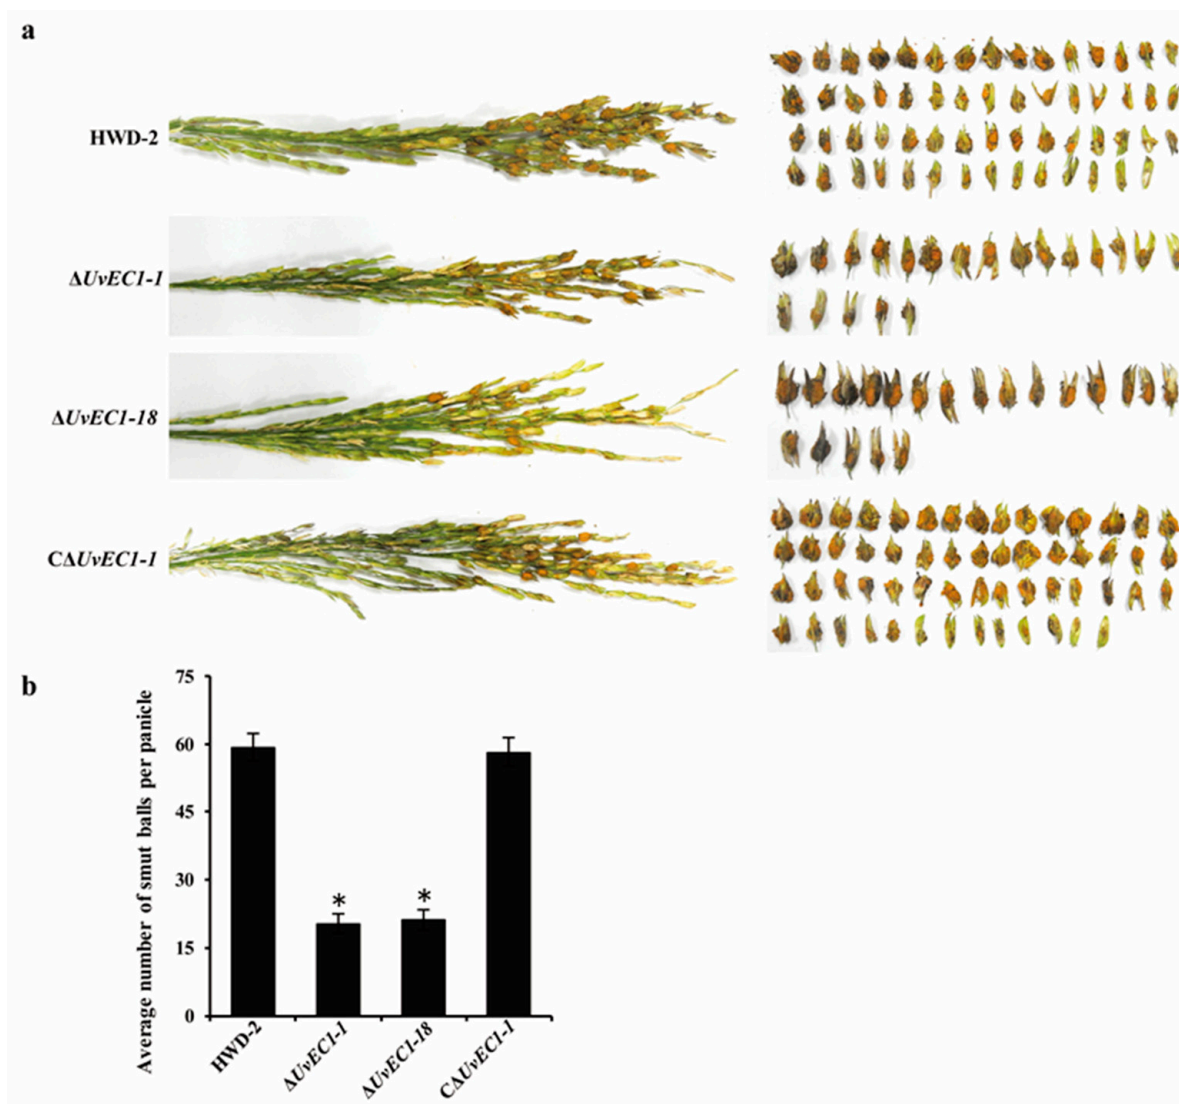 a
HWD-2
ΔUvEC1-1
ΔUvEC1-18
CΔUvEC1-1
b
Average number of smut balls per panicle
75
60
45
30
15
0
*
*
HWD-2
ΔUvEC1-1
ΔUvEC1-18
CΔUvEC1-1